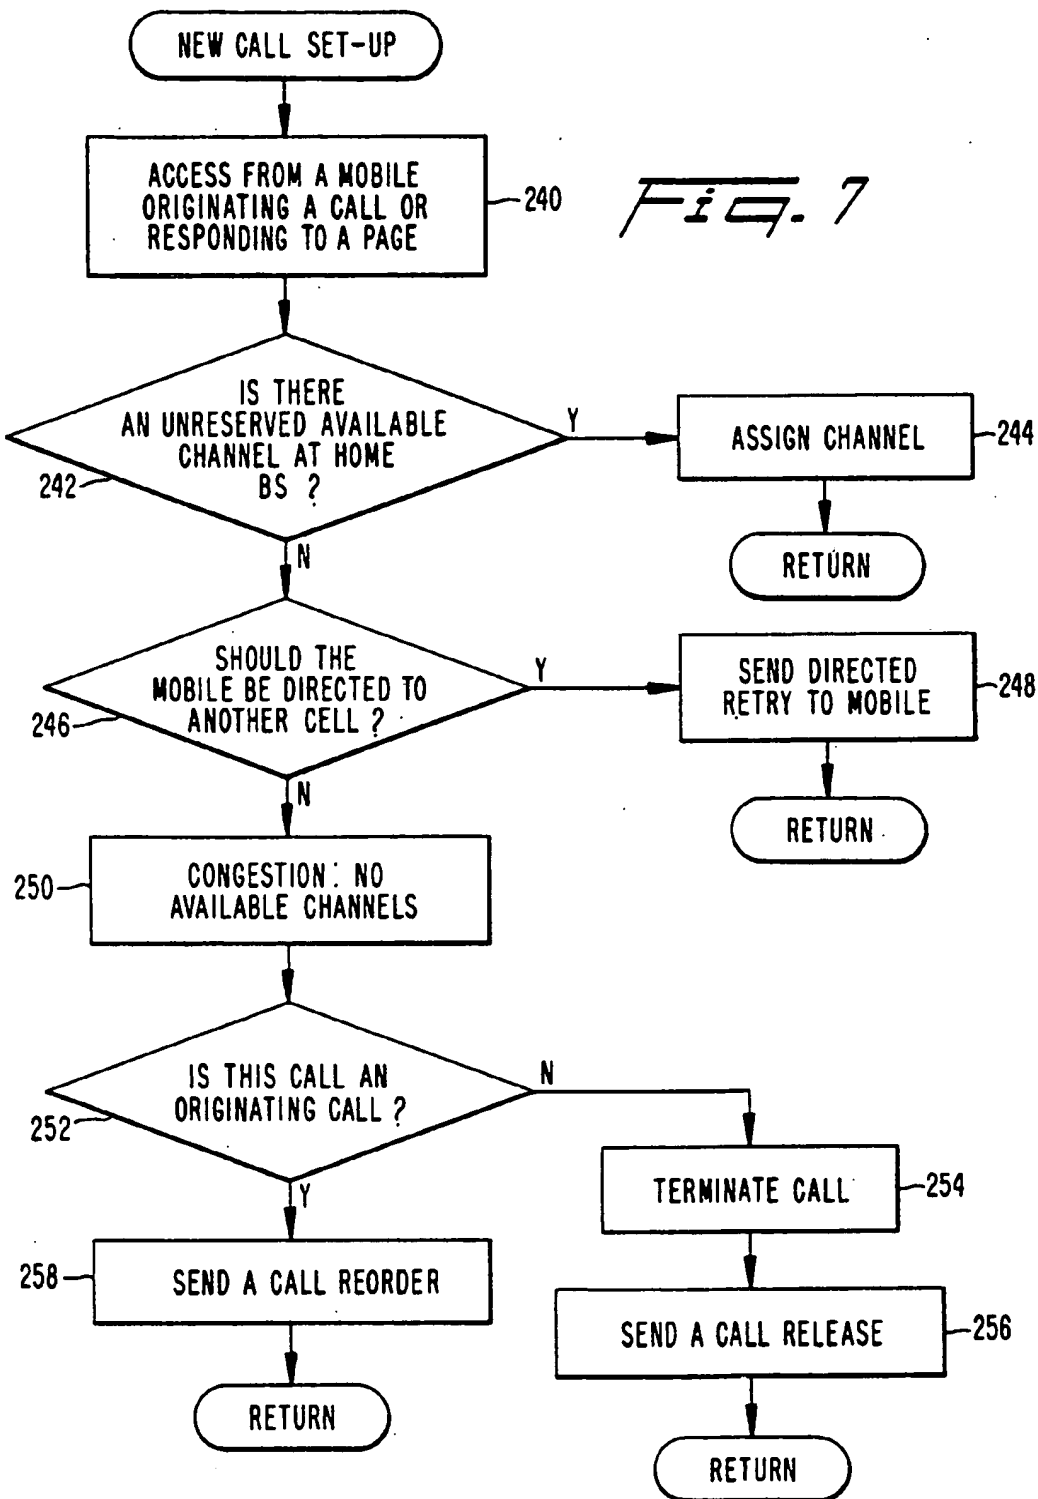 NEW CALL SET-UP
ACCESS FROM A MOBILE
ORIGINATING A CALL OR
RESPONDING TO A PAGE
240
Fig. 7
IS THERE
AN UNRESERVED AVAILABLE
CHANNEL AT HOME
BS ?
242
Y
ASSIGN CHANNEL
244
RETURN
N
SHOULD THE
MOBILE BE DIRECTED TO
ANOTHER CELL ?
246
Y
SEND DIRECTED
RETRY TO MOBILE
248
RETURN
N
250
CONGESTION: NO
AVAILABLE CHANNELS
IS THIS CALL AN
ORIGINATING CALL ?
252
N
TERMINATE CALL
254
Y
258
SEND A CALL REORDER
SEND A CALL RELEASE
256
RETURN
RETURN